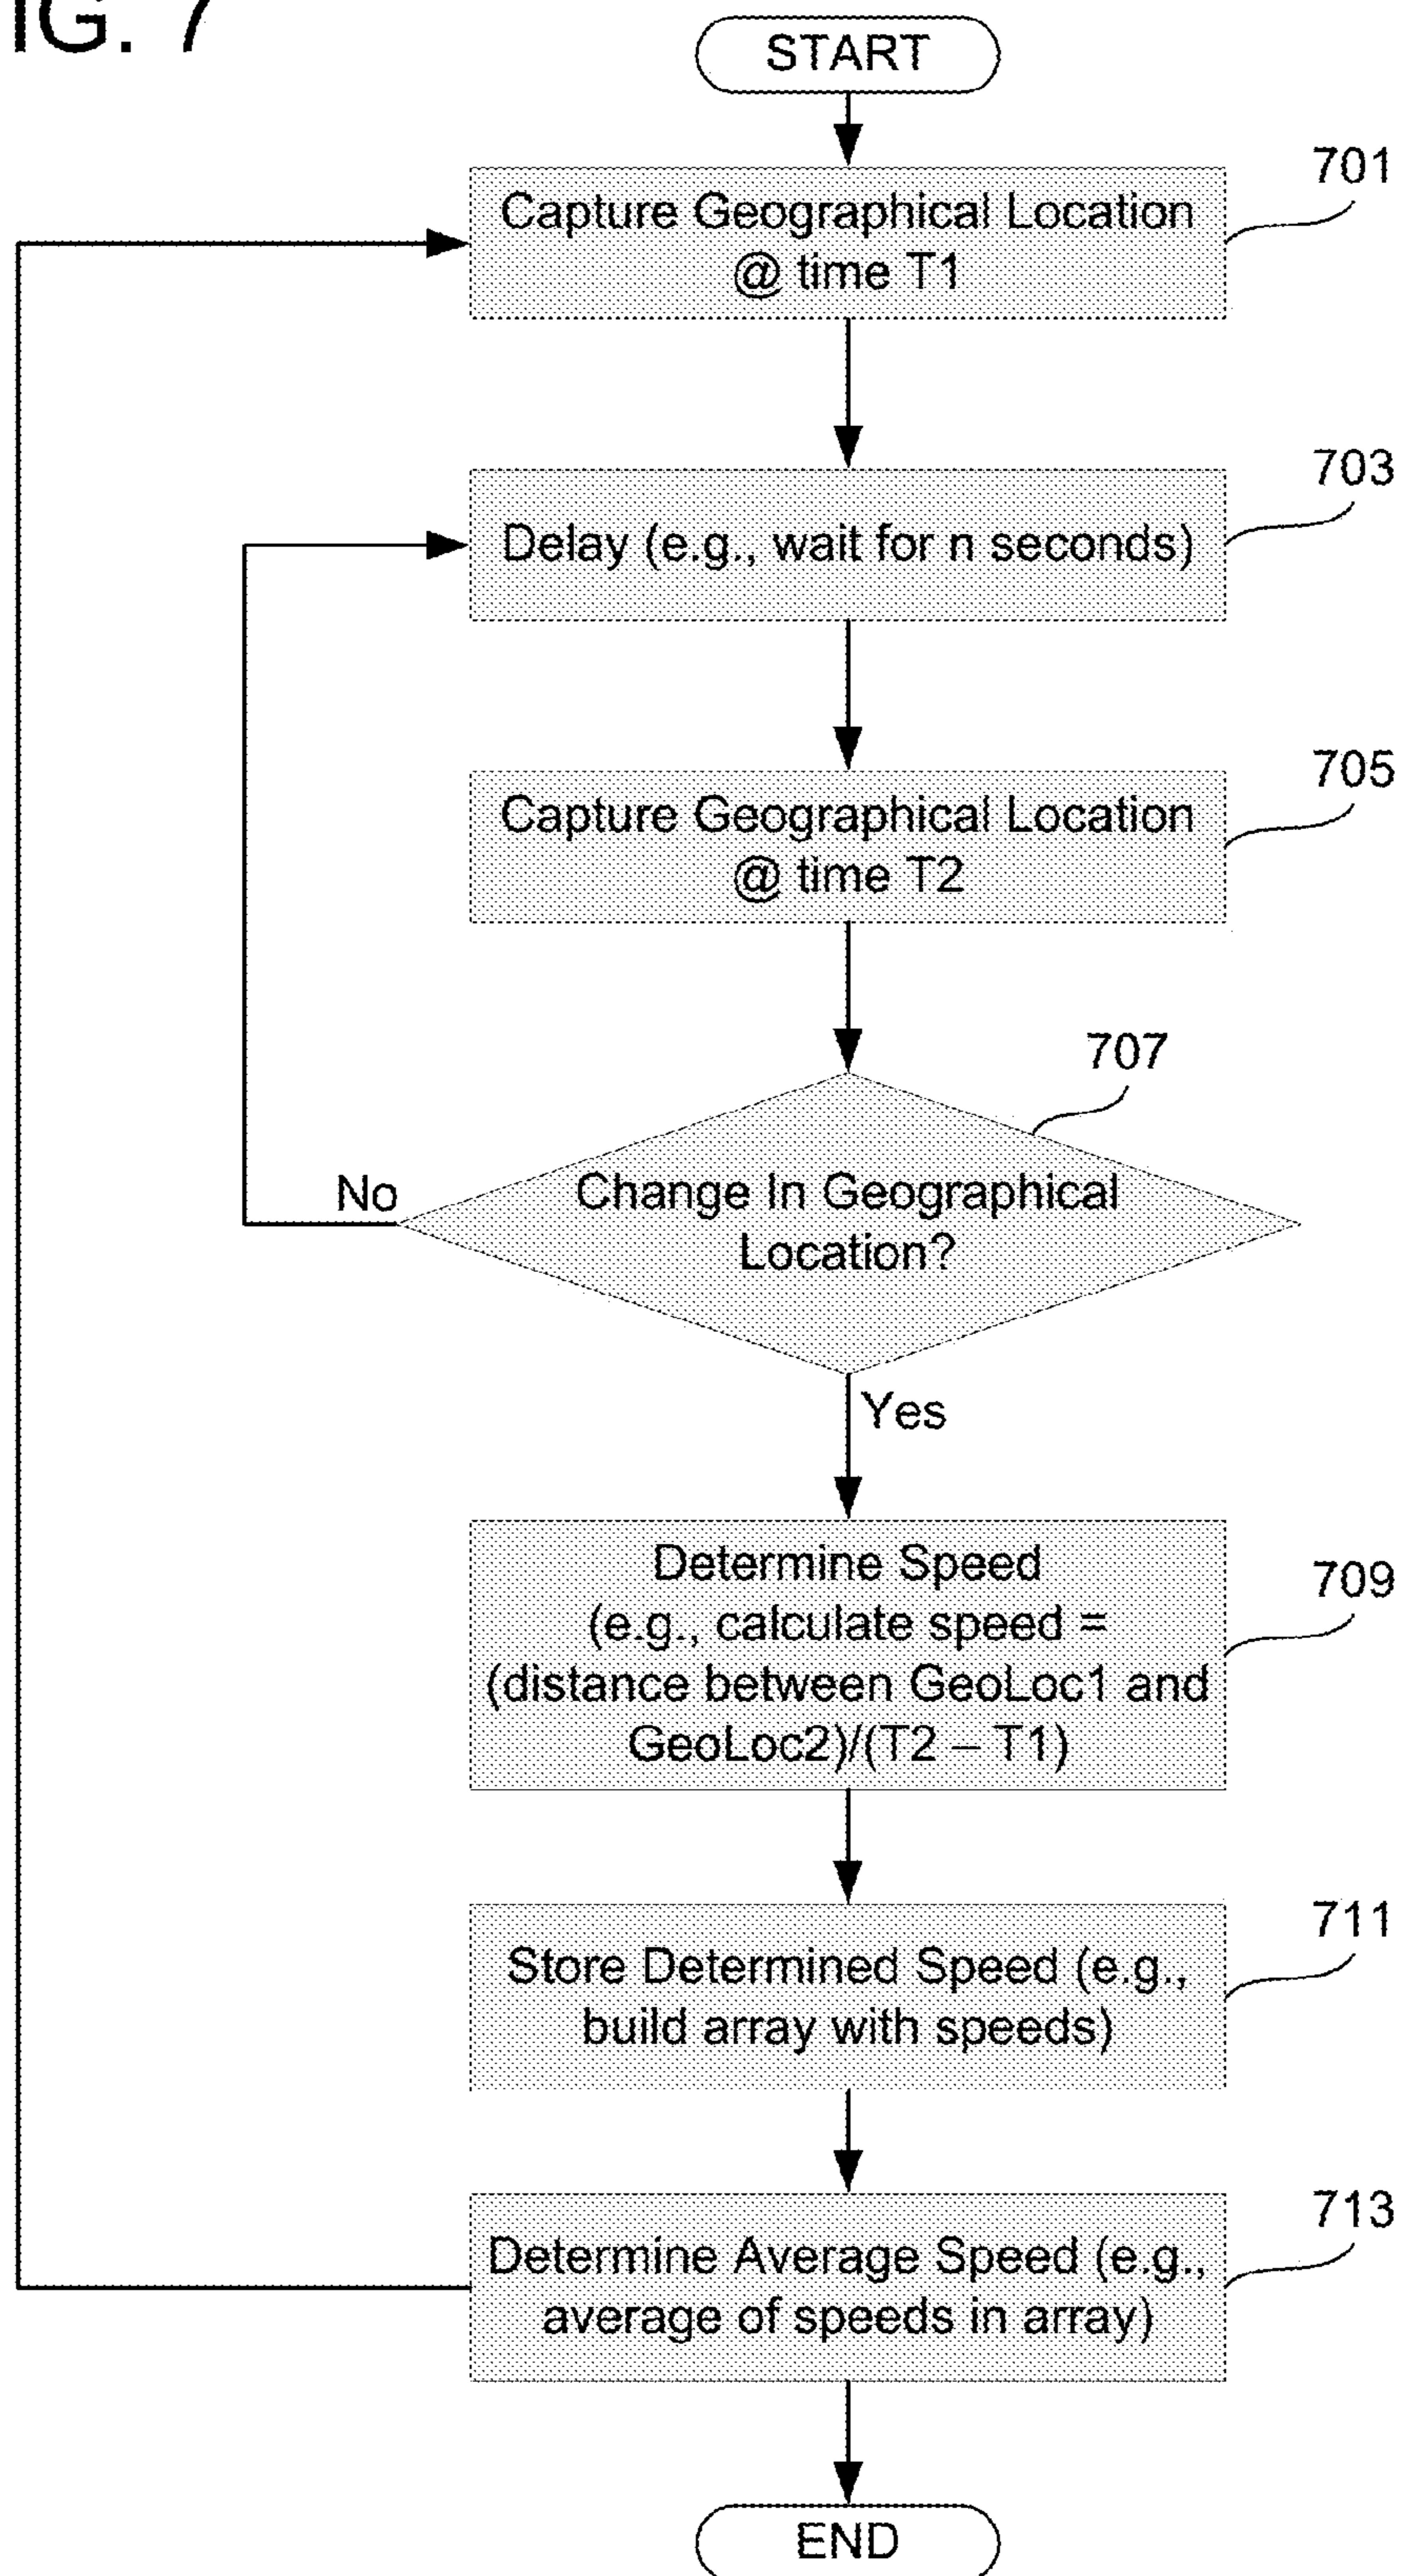 IG. 7
START
701
Capture Geographical Location
@ time T1
703
Delay (e.g., wait for n seconds)
705
Capture Geographical Location
@ time T2
707
Change In Geographical
Location?
No
Yes
Determine Speed
(e.g., calculate speed =
(distance between GeoLoc1 and
GeoLoc2)/(T2 – T1)
709
Store Determined Speed (e.g.,
build array with speeds)
711
Determine Average Speed (e.g.,
average of speeds in array)
713
END